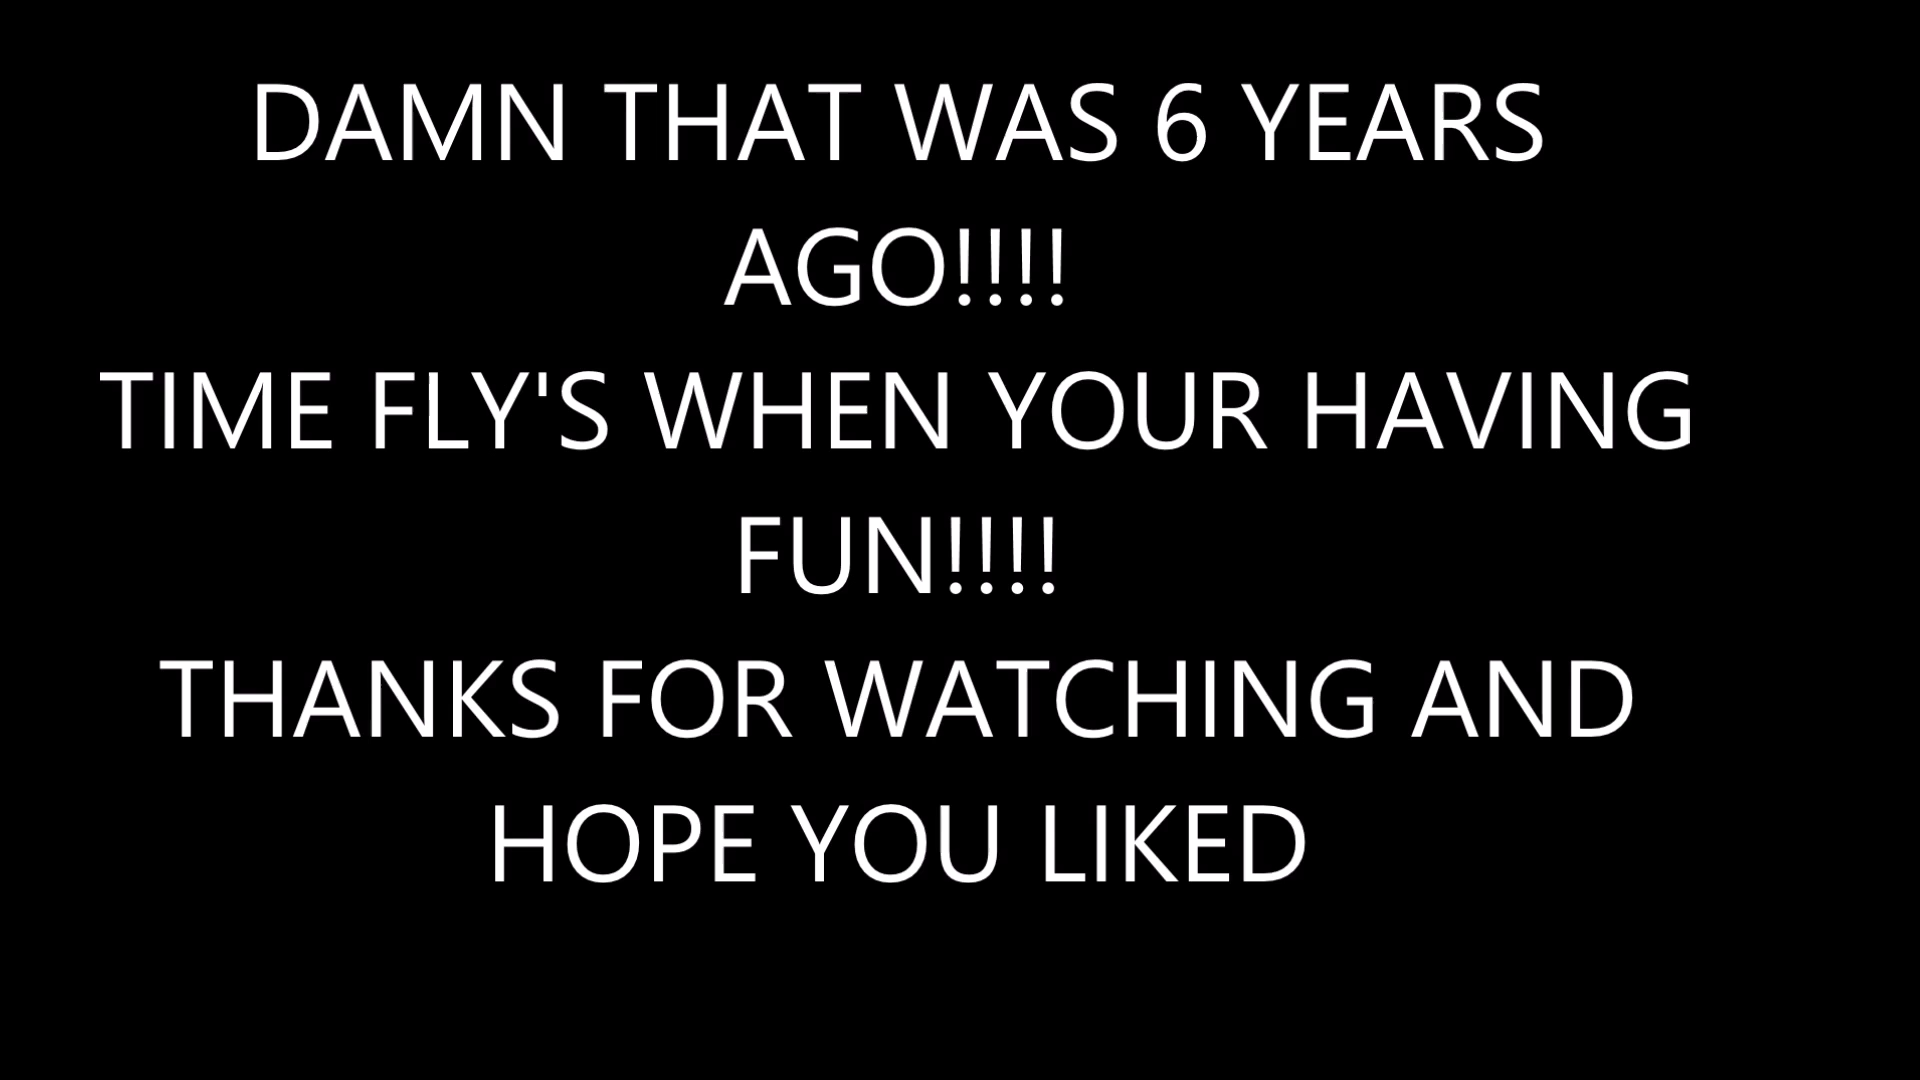 DAMN THAT WAS 6 YEARS
AGO!!!!
TIME FLY'S WHEN YOUR HAVING
FUN!!!!
THANKS FOR WATCHING AND
HOPE YOU LIKED